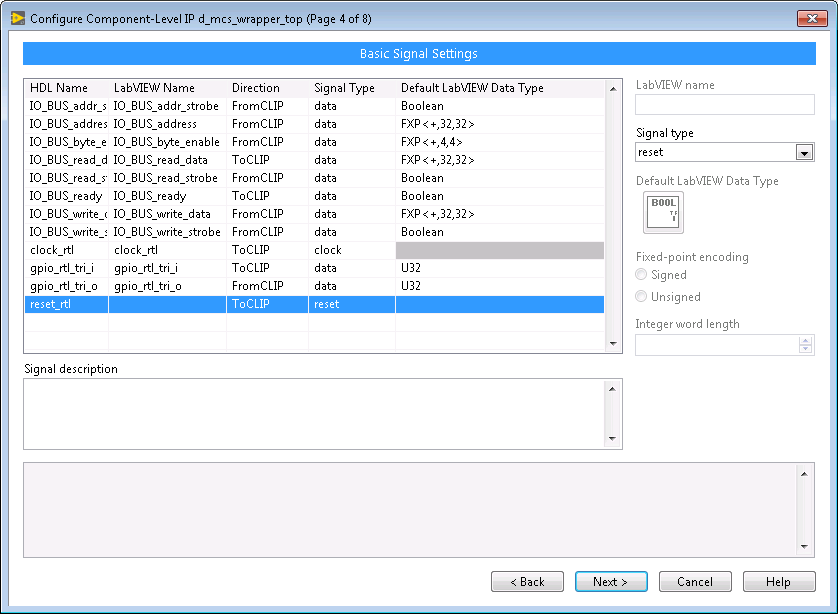 Configure Component-Level IP d_mcs_wrapper_top (Page 4 of 8)
Basic Signal Settings
HDL Name LabVIEW Name Direction Signal Type Default LabVIEW Data Type
IO_BUS_addr_s IO_BUS_addr_strobe FromCLIP data Boolean
IO_BUS_addres IO_BUS_address FromCLIP data FXP<+,32,32>
IO_BUS_byte_e IO_BUS_byte_enable FromCLIP data FXP<+,4,4>
IO_BUS_read_d IO_BUS_read_data ToCLIP data FXP<+,32,32>
IO_BUS_read_s IO_BUS_read_strobe FromCLIP data Boolean
IO_BUS_ready IO_BUS_ready ToCLIP data Boolean
IO_BUS_write_d IO_BUS_write_data FromCLIP data FXP<+,32,32>
IO_BUS_write_s IO_BUS_write_strobe FromCLIP data Boolean
clock_rtl clock_rtl ToCLIP clock
gpio_rtl_tri_i gpio_rtl_tri_i ToCLIP data U32
gpio_rtl_tri_o gpio_rtl_tri_o FromCLIP data U32
reset_rtl ToCLIP reset
LabVIEW name
Signal type
reset
Default LabVIEW Data Type
BOOL
TF
Fixed-point encoding
Signed
Unsigned
Integer word length
Signal description
< Back Next > Cancel Help